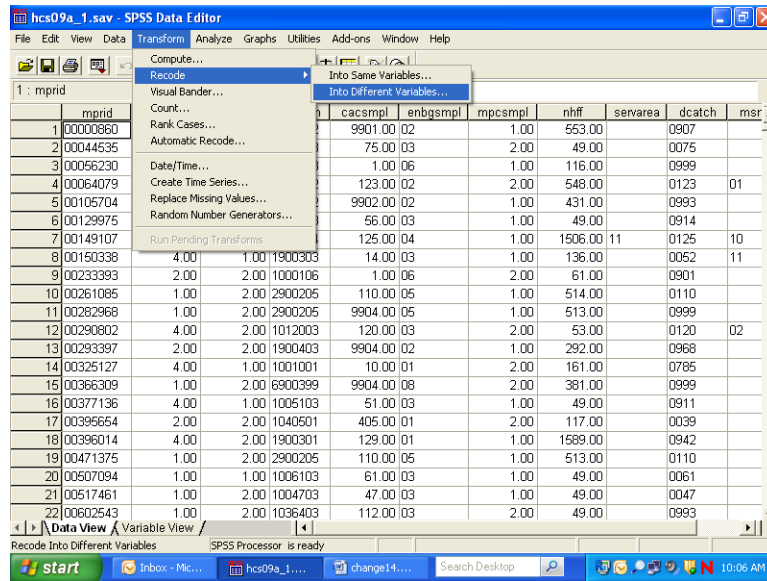 hcs09a_1.sav - SPSS Data Editor
File Edit View Data Transform Analyze Graphs Utilities Add-ons Window Help
Compute...
Recode
Into Same Variables...
Into Different Variables...
Visual Bander...
Count...
Rank Cases...
Automatic Recode...
Date/Time...
Create Time Series...
Replace Missing Values...
Random Number Generators...
Run Pending Transforms
1 : mprid
mprid cacsmpl enbgsmpl mpcsmpl nhff servarea dcatch msr
1 00000860 9901.00 02 1.00 553.00 0907
2 00044535 75.00 03 2.00 49.00 0075
3 00056230 1.00 06 1.00 116.00 0999
4 00064079 123.00 02 2.00 548.00 0123 01
5 00105704 9902.00 02 1.00 431.00 0993
6 00129975 56.00 03 1.00 49.00 0914
7 00149107 125.00 04 1.00 1506.00 11 0125 10
8 00150338 4.00 1.00 1900303 14.00 03 1.00 136.00 0052 11
9 00233393 2.00 2.00 1000106 1.00 06 2.00 61.00 0901
10 00261085 1.00 2.00 2900205 110.00 05 1.00 514.00 0110
11 00282968 1.00 2.00 2900205 9904.00 05 1.00 513.00 0999
12 00290802 4.00 2.00 1012003 120.00 03 2.00 53.00 0120 02
13 00293397 2.00 2.00 1900403 9904.00 02 1.00 292.00 0968
14 00325127 4.00 1.00 1001001 10.00 01 2.00 161.00 0785
15 00366309 1.00 2.00 6900399 9904.00 08 2.00 381.00 0999
16 00377136 4.00 1.00 1005103 51.00 03 1.00 49.00 0911
17 00395654 2.00 2.00 1040501 405.00 01 2.00 117.00 0039
18 00396014 4.00 2.00 1900301 129.00 01 1.00 1589.00 0942
19 00471375 1.00 2.00 2900205 110.00 05 1.00 513.00 0110
20 00507094 1.00 1.00 1006103 61.00 03 1.00 49.00 0061
21 00517461 1.00 2.00 1004703 47.00 03 1.00 49.00 0047
22 00602543 1.00 2.00 1036403 112.00 03 2.00 49.00 0993
Data View Variable View
Recode Into Different Variables SPSS Processor is ready
start Inbox - Mic... hcs09a_1.... change14.... Search Desktop 10:06 AM